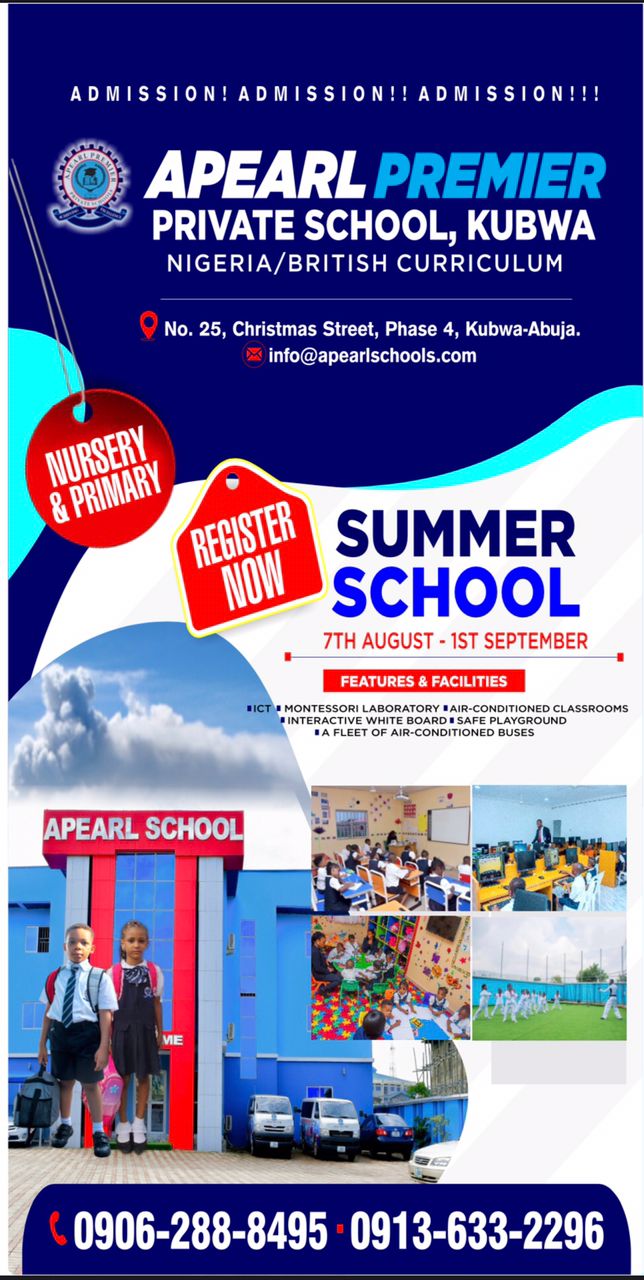 ADMISSION! ADMISSION!! ADMISSION!!!
APEARL PREMIER
PRIVATE SCHOOL, KUBWA
NIGERIA/BRITISH CURRICULUM
No. 25, Christmas Street, Phase 4, Kubwa-Abuja.
info@apearlschools.com
NURSERY
& PRIMARY
REGISTER
NOW
SUMMER
SCHOOL
7TH AUGUST - 1ST SEPTEMBER
FEATURES & FACILITIES
ICT MONTESSORI LABORATORY AIR-CONDITIONED CLASSROOMS
INTERACTIVE WHITE BOARD SAFE PLAYGROUND
A FLEET OF AIR-CONDITIONED BUSES
APEARL SCHOOL
ME
0906-288-8495 · 0913-633-2296